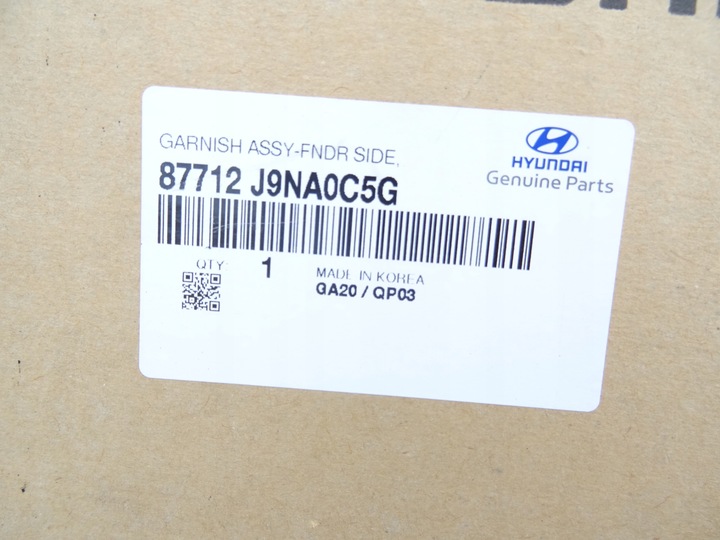 GARNISH ASSY-FNDR SIDE,
87712 J9NA0C5G
HYUNDAI
Genuine Parts
QTY: 1
MADE IN KOREA
GA20 / QP03